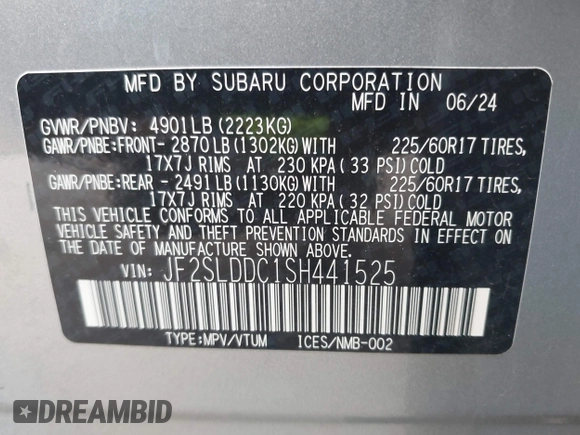 MFD BY SUBARU CORPORATION
MFD IN 06/24
GVWR/PNBV: 4901LB (2223KG)
GAWR/PNBE:FRONT- 2870LB(1302KG)WITH 225/60R17 TIRES,
17X7J RIMS AT 230 KPA( 33 PSI)COLD
GAWR/PNBE:REAR - 2491LB(1130KG)WITH 225/60R17 TIRES,
17X7J RIMS AT 220 KPA( 32 PSI)COLD
THIS VEHICLE CONFORMS TO ALL APPLICABLE FEDERAL MOTOR
VEHICLE SAFETY AND THEFT PREVENTION STANDARDS IN EFFECT ON
THE DATE OF MANUFACTURE SHOWN ABOVE.
VIN: JF2SLDDC1SH441525
TYPE:MPV/VTUM ICES/NMB-002
DREAMBID